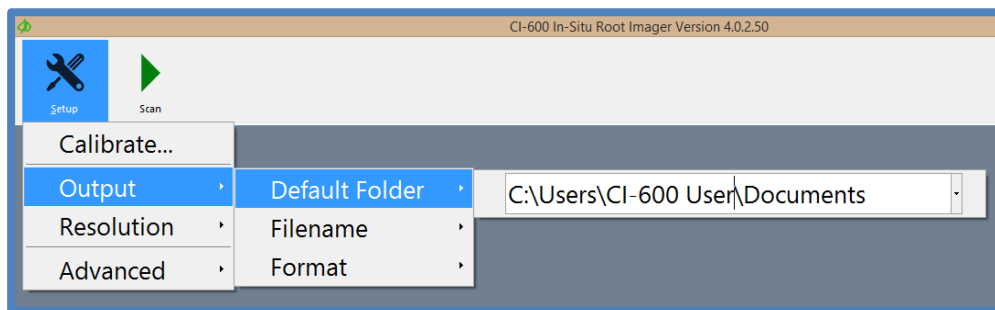 CI-600 In-Situ Root Imager Version 4.0.2.50
Setup
Scan
Calibrate...
Output
Default Folder
C:\Users\CI-600 User\Documents
Resolution
Filename
Advanced
Format